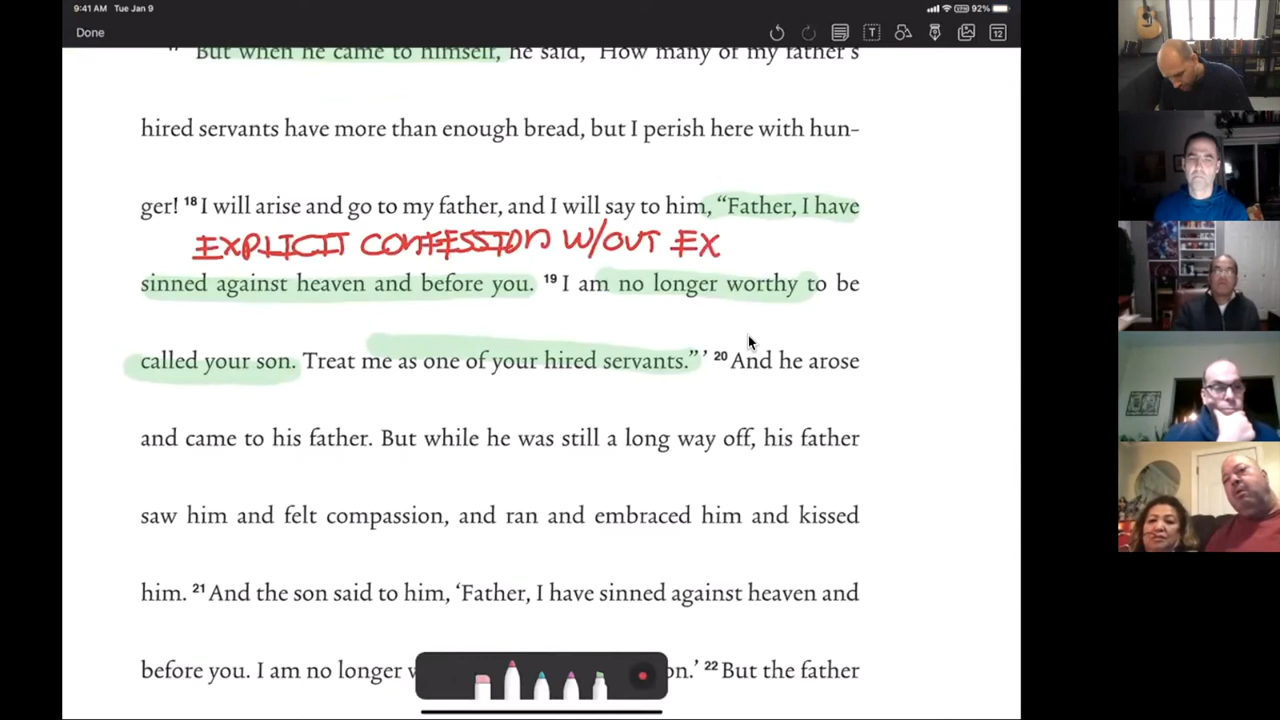 9:41 AM Tue Jan 9
VPN 92%
Done
T
12
17 “But when he came to himself, he said, ‘How many of my father’s
hired servants have more than enough bread, but I perish here with hun-
ger! 18 I will arise and go to my father, and I will say to him, “Father, I have
EXPLICIT CONFESSION W/OUT EX
sinned against heaven and before you. 19 I am no longer worthy to be
called your son. Treat me as one of your hired servants.” ’ 20 And he arose
and came to his father. But while he was still a long way off, his father
saw him and felt compassion, and ran and embraced him and kissed
him. 21 And the son said to him, ‘Father, I have sinned against heaven and
before you. I am no longer on.’ 22 But the father